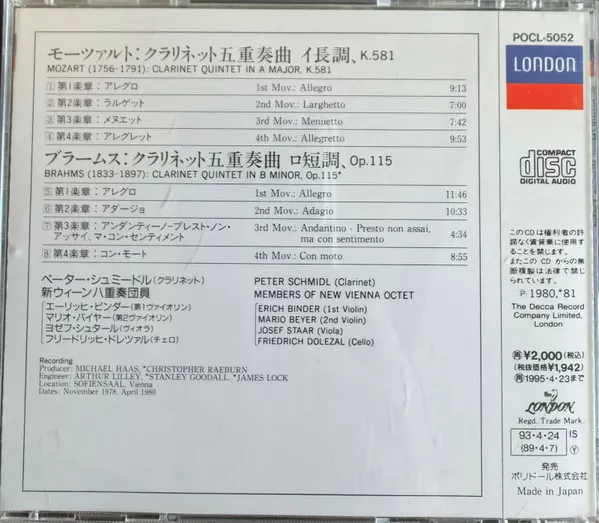 モーツァルト：クラリネット五重奏曲 イ長調、K.581
MOZART (1756-1791): CLARINET QUINTET IN A MAJOR, K.581
1 第1楽章：アレグロ 1st Mov.: Allegro 9:13
2 第2楽章：ラルゲット 2nd Mov.: Larghetto 7:00
3 第3楽章：メヌエット 3rd Mov.: Menuetto 7:42
4 第4楽章：アレグレット 4th Mov.: Allegretto 9:53
ブラームス：クラリネット五重奏曲 ロ短調、Op.115
BRAHMS (1833-1897): CLARINET QUINTET IN B MINOR, Op.115*
5 第1楽章：アレグロ 1st Mov.: Allegro 11:46
6 第2楽章：アダージョ 2nd Mov.: Adagio 10:33
7 第3楽章：アンダンティーノ-プレスト・ノン・ 3rd Mov.: Andantino - Presto non assai,
アッサイ、マ・コン・センティメント ma con sentimento 4:34
8 第4楽章：コン・モート 4th Mov.: Con moto 8:55
ペーター・シュミードル(クラリネット) PETER SCHMIDL (Clarinet)
新ウィーン八重奏団員 MEMBERS OF NEW VIENNA OCTET
エーリッヒ・ビンダー(第1ヴァイオリン) ERICH BINDER (1st Violin)
マリオ・バイヤー(第2ヴァイオリン) MARIO BEYER (2nd Violin)
ヨゼフ・シュタール(ヴィオラ) JOSEF STAAR (Viola)
フリードリッヒ・ドレツァル(チェロ) FRIEDRICH DOLEZAL (Cello)
Recording
Producer: MICHAEL HAAS, *CHRISTOPHER RAEBURN
Engineer: ARTHUR LILLEY, *STANLEY GOODALL, *JAMES LOCK
Location: SOFIENSAAL, Vienna
Dates: November 1978, April 1980
POCL-5052
LONDON
COMPACT
disc
DIGITAL AUDIO
このCDは権利者の許
諾なく賃貸業に使用す
ることを禁じます。
またこの CD からの無
断複製は法律で禁じ
られています。
P: 1980,*81
The Decca Record
Company Limited,
London
再 ¥2,000(税込)
(税抜価格¥1,942)
再 1995・4・23まで
the
LONDON
Regd. Trade Mark
93・4・24 IS
(89・4・7) Y
発売
ポリドール株式会社
Made in Japan